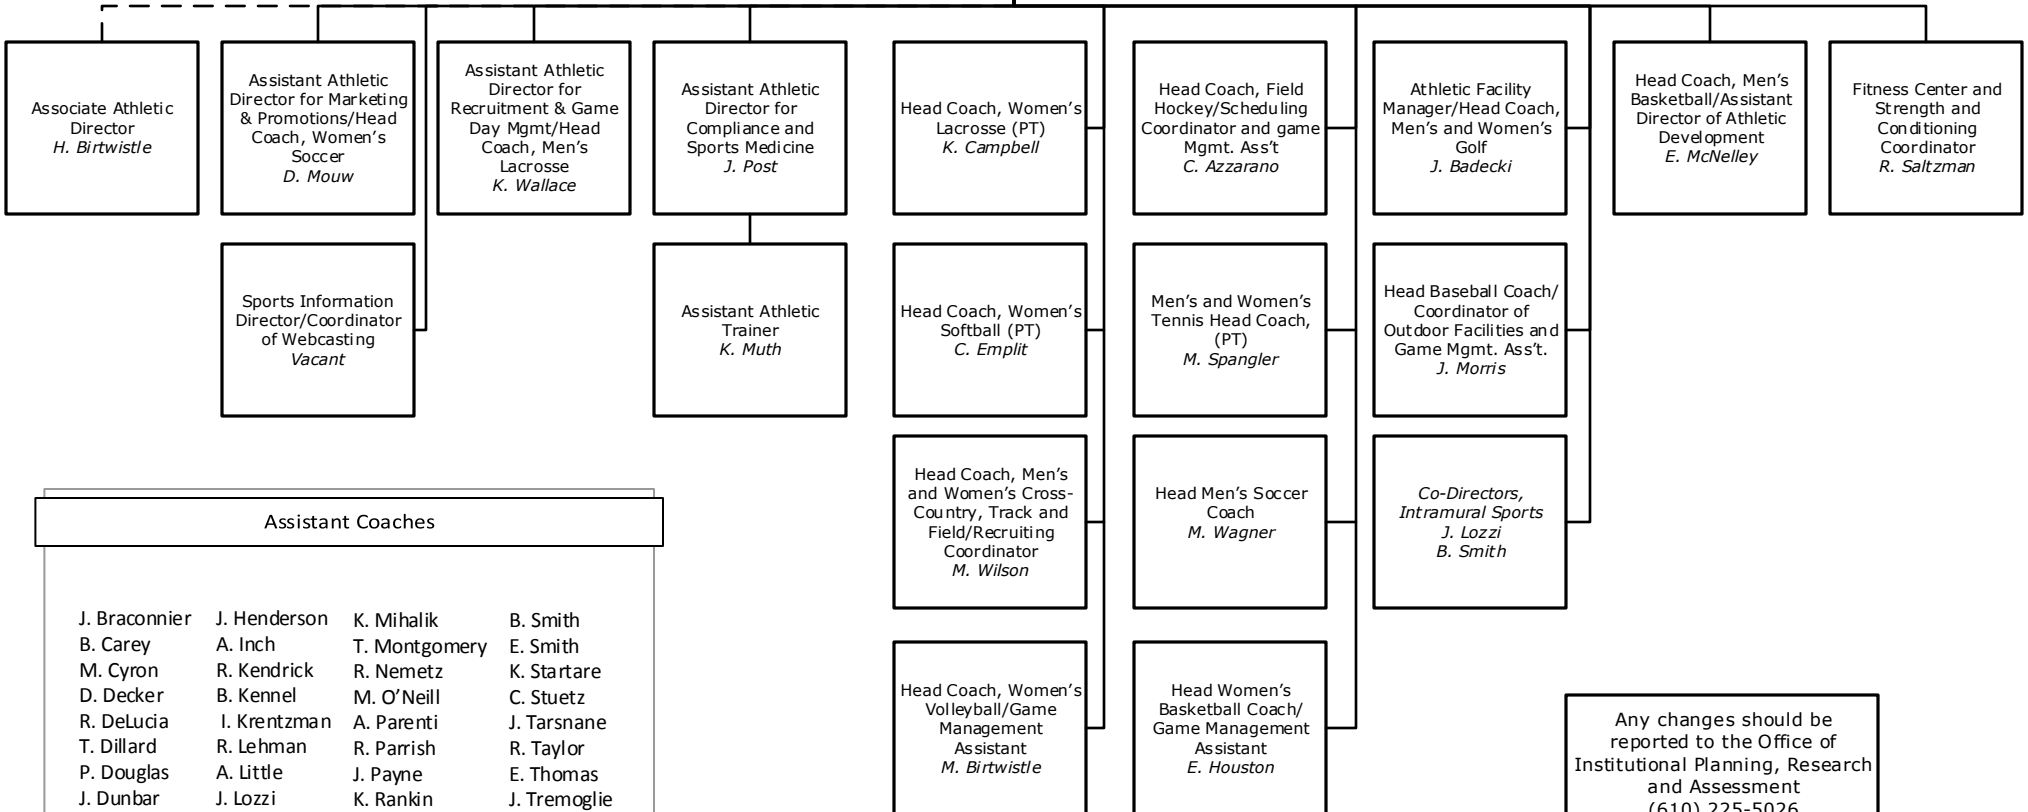 Associate Athletic
Director
H. Birtwistle
Assistant Athletic
Director for Marketing
& Promotions/Head
Coach, Women's
Soccer
D. Mouw
Assistant Athletic
Director for
Recruitment & Game
Day Mgmt/Head
Coach, Men's
Lacrosse
K. Wallace
Assistant Athletic
Director for
Compliance and
Sports Medicine
J. Post
Head Coach, Women's
Lacrosse (PT)
K. Campbell
Head Coach, Field
Hockey/Scheduling
Coordinator and game
Mgmt. Ass't
C. Azzarano
Athletic Facility
Manager/Head Coach,
Men's and Women's
Golf
J. Badecki
Head Coach, Men's
Basketball/Assistant
Director of Athletic
Development
E. McNelley
Fitness Center and
Strength and
Conditioning
Coordinator
R. Saltzman
Sports Information
Director/Coordinator
of Webcasting
Vacant
Assistant Athletic
Trainer
K. Muth
Head Coach, Women's
Softball (PT)
C. Emplit
Men's and Women's
Tennis Head Coach,
(PT)
M. Spangler
Head Baseball Coach/
Coordinator of
Outdoor Facilities and
Game Mgmt. Ass't.
J. Morris
Head Coach, Men's
and Women's Cross-
Country, Track and
Field/Recruiting
Coordinator
M. Wilson
Head Men's Soccer
Coach
M. Wagner
Co-Directors,
Intramural Sports
J. Lozzi
B. Smith
Head Coach, Women's
Volleyball/Game
Management
Assistant
M. Birtwistle
Head Women's
Basketball Coach/
Game Management
Assistant
E. Houston
Assistant Coaches
J. Braconnier
B. Carey
M. Cyron
D. Decker
R. DeLucia
T. Dillard
P. Douglas
J. Dunbar
J. Henderson
A. Inch
R. Kendrick
B. Kennel
I. Krentzman
R. Lehman
A. Little
J. Lozzi
K. Mihalik
T. Montgomery
R. Nemetz
M. O'Neill
A. Parenti
R. Parrish
J. Payne
K. Rankin
B. Smith
E. Smith
K. Startare
C. Stuetz
J. Tarsnane
R. Taylor
E. Thomas
J. Tremoglie
Any changes should be
reported to the Office of
Institutional Planning, Research
and Assessment
(610) 225-5026